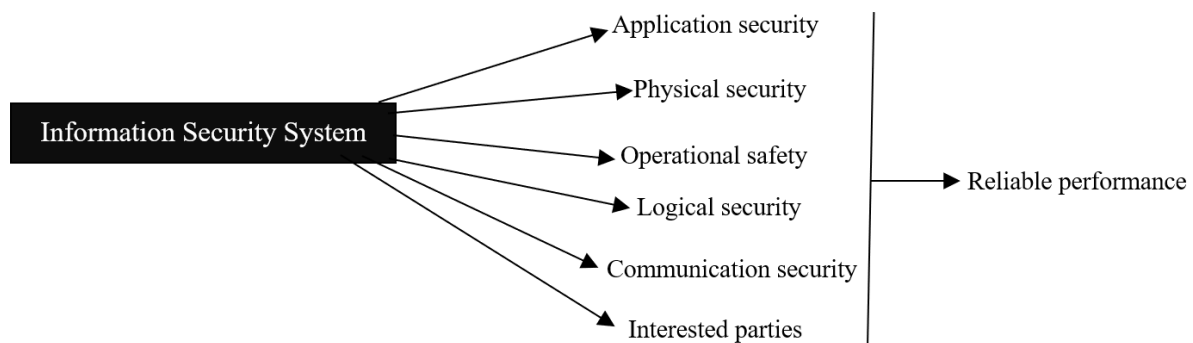 Application security
Physical security
Information Security System
Operational safety
Reliable performance
Logical security
Communication security
Interested parties